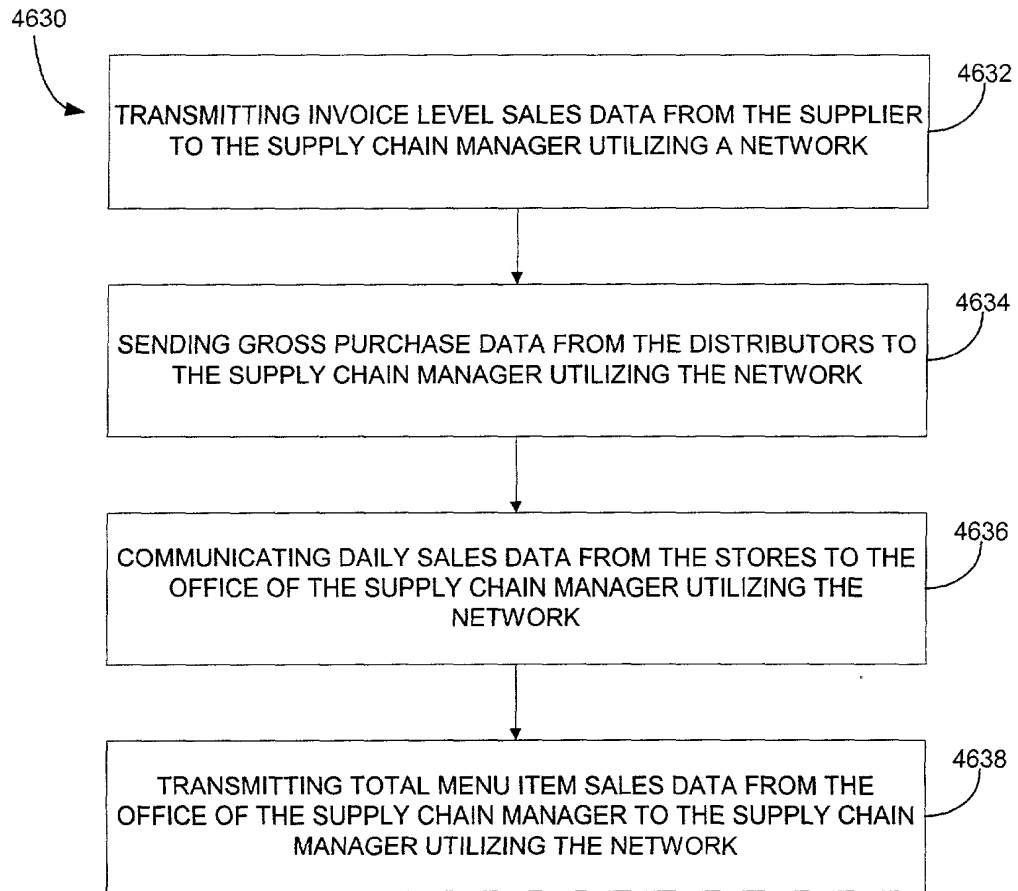 4630
4632
TRANSMITTING INVOICE LEVEL SALES DATA FROM THE SUPPLIER
TO THE SUPPLY CHAIN MANAGER UTILIZING A NETWORK
4634
SENDING GROSS PURCHASE DATA FROM THE DISTRIBUTORS TO
THE SUPPLY CHAIN MANAGER UTILIZING THE NETWORK
4636
COMMUNICATING DAILY SALES DATA FROM THE STORES TO THE
OFFICE OF THE SUPPLY CHAIN MANAGER UTILIZING THE
NETWORK
4638
TRANSMITTING TOTAL MENU ITEM SALES DATA FROM THE
OFFICE OF THE SUPPLY CHAIN MANAGER TO THE SUPPLY CHAIN
MANAGER UTILIZING THE NETWORK